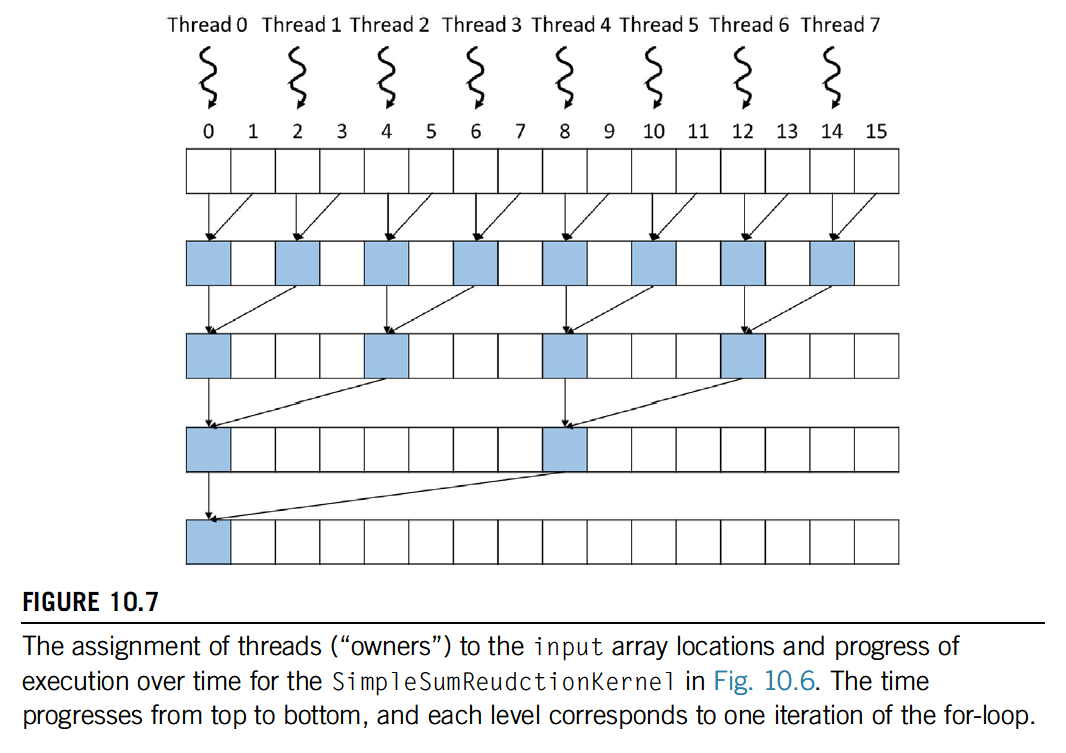 Thread 0 Thread 1 Thread 2 Thread 3 Thread 4 Thread 5 Thread 6 Thread 7
0 1 2 3 4 5 6 7 8 9 10 11 12 13 14 15
FIGURE 10.7
The assignment of threads (“owners”) to the input array locations and progress of
execution over time for the SimpleSumReudctionKernel in Fig. 10.6. The time
progresses from top to bottom, and each level corresponds to one iteration of the for-loop.